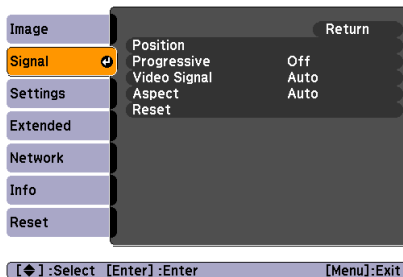 Image
Signal
Settings
Extended
Network
Info
Reset
Return
Position
Progressive Off
Video Signal Auto
Aspect Auto
Reset
[◆] :Select [Enter] :Enter [Menu]:Exit